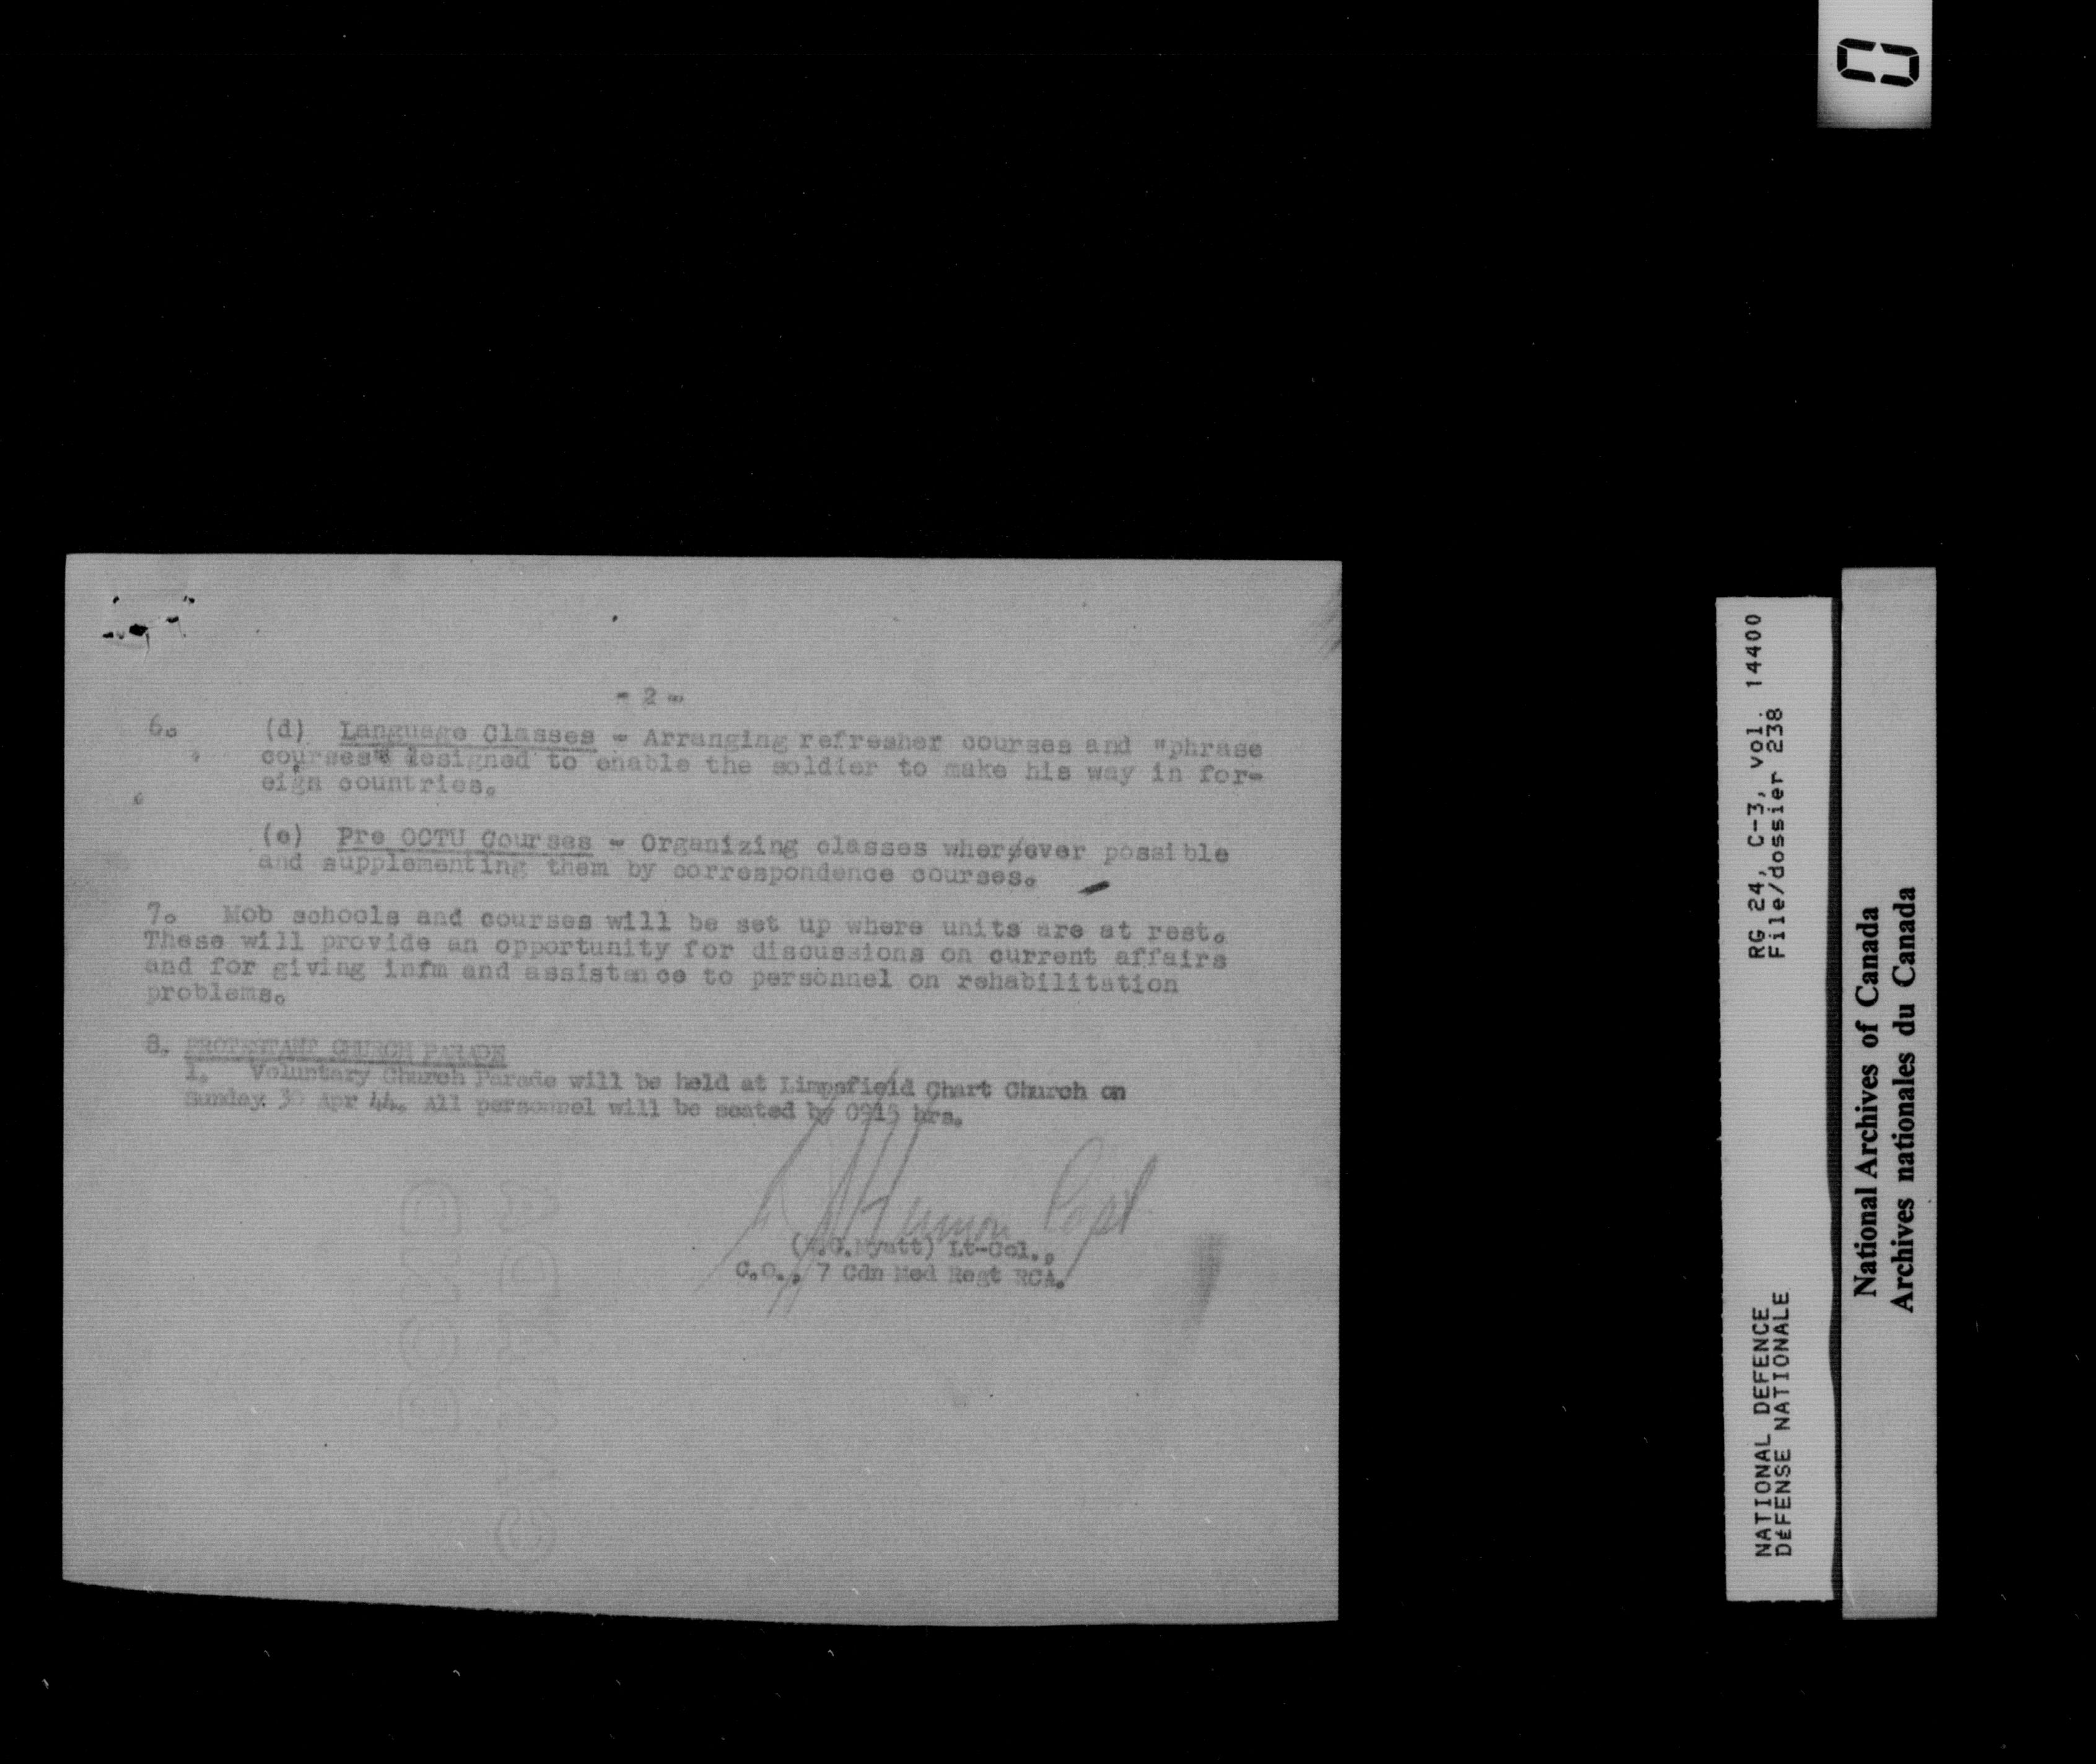 - 2 -
6. (d) Language Classes - Arranging refresher courses and "phrase
courses" designed to enable the soldier to make his way in for-
eign countries.
(e) Pre OCTU Courses - Organizing classes wherever possible
and supplementing them by correspondence courses.
7. Mob schools and courses will be set up where units are at rest.
These will provide an opportunity for discussions on current affairs
and for giving infm and assistance to personnel on rehabilitation
problems.
8. PROTESTANT CHURCH PARADE
1. Voluntary Church Parade will be held at Limpsfield Chart Church on
Sunday 30 Apr 44. All personnel will be seated by 0915 hrs.
Capt
Lt-Col.,
C.O., 7 Cdn Med Regt RCA.
BOND
CANADA
RG 24, C-3, vol. 14400
File/dossier 238
NATIONAL DEFENCE
DÉFENSE NATIONALE
National Archives of Canada
Archives nationales du Canada